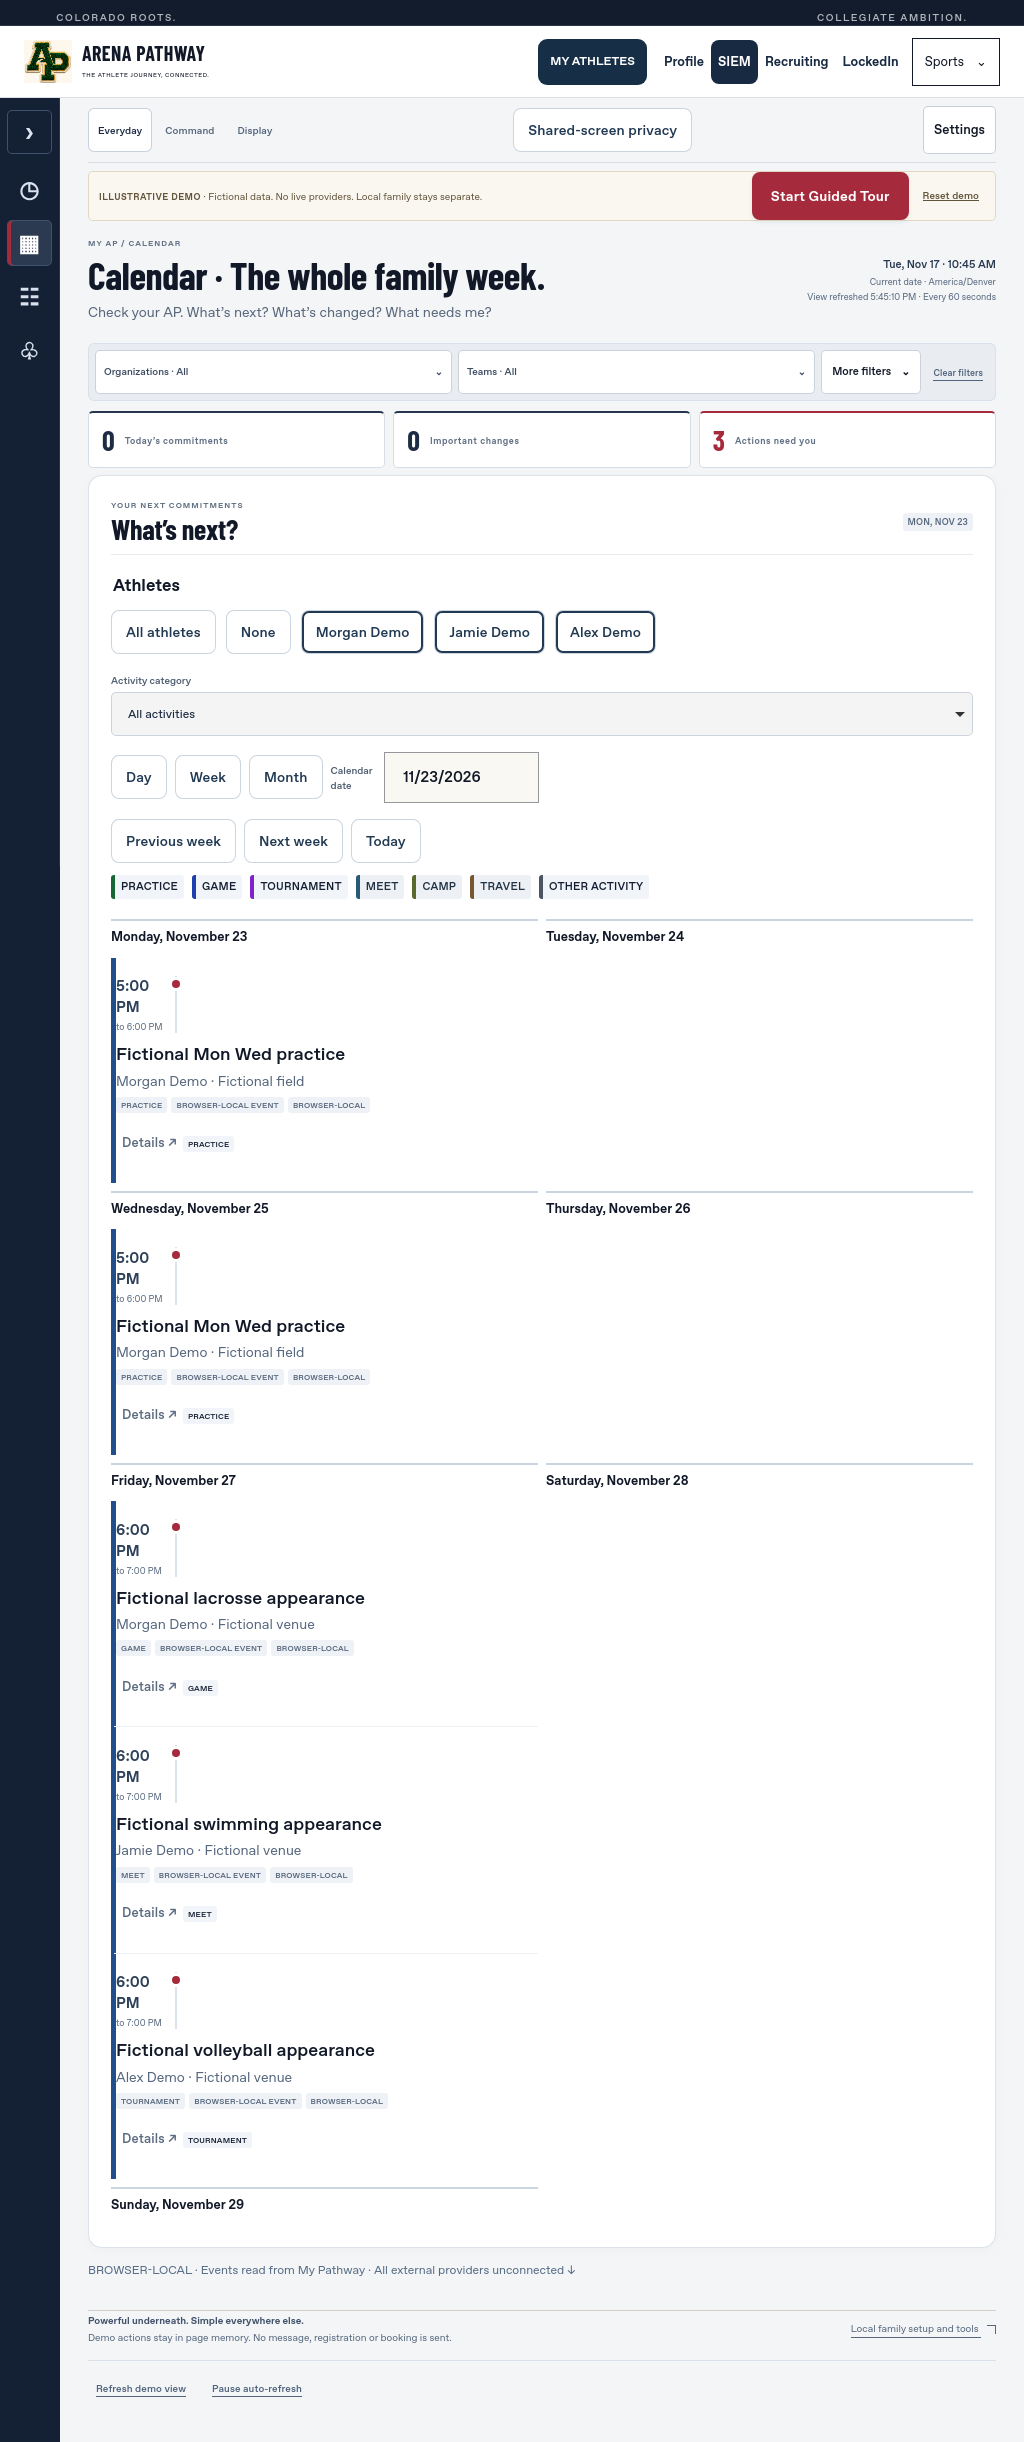 COLORADO ROOTS.
COLLEGIATE AMBITION.
AP
ARENA PATHWAY
THE ATHLETE JOURNEY, CONNECTED.
MY ATHLETES
Profile
SIEM
Recruiting
LockedIn
Sports
Everyday
Command
Display
Shared-screen privacy
Settings
ILLUSTRATIVE DEMO · Fictional data. No live providers. Local family stays separate.
Start Guided Tour
Reset demo
MY AP / CALENDAR
Calendar · The whole family week.
Check your AP. What’s next? What’s changed? What needs me?
Tue, Nov 17 · 10:45 AM
Current date · America/Denver
View refreshed 5:45:10 PM · Every 60 seconds
Organizations · All
Teams · All
More filters
Clear filters
0 Today’s commitments
0 Important changes
3 Actions need you
YOUR NEXT COMMITMENTS
What’s next?
MON, NOV 23
Athletes
All athletes
None
Morgan Demo
Jamie Demo
Alex Demo
Activity category
All activities
Day
Week
Month
Calendar
date
11/23/2026
Previous week
Next week
Today
PRACTICE
GAME
TOURNAMENT
MEET
CAMP
TRAVEL
OTHER ACTIVITY
Monday, November 23
Tuesday, November 24
5:00
PM
to 6:00 PM
Fictional Mon Wed practice
Morgan Demo · Fictional field
PRACTICE BROWSER-LOCAL EVENT BROWSER-LOCAL
Details ↗ PRACTICE
Wednesday, November 25
Thursday, November 26
5:00
PM
to 6:00 PM
Fictional Mon Wed practice
Morgan Demo · Fictional field
PRACTICE BROWSER-LOCAL EVENT BROWSER-LOCAL
Details ↗ PRACTICE
Friday, November 27
Saturday, November 28
6:00
PM
to 7:00 PM
Fictional lacrosse appearance
Morgan Demo · Fictional venue
GAME BROWSER-LOCAL EVENT BROWSER-LOCAL
Details ↗ GAME
6:00
PM
to 7:00 PM
Fictional swimming appearance
Jamie Demo · Fictional venue
MEET BROWSER-LOCAL EVENT BROWSER-LOCAL
Details ↗ MEET
6:00
PM
to 7:00 PM
Fictional volleyball appearance
Alex Demo · Fictional venue
TOURNAMENT BROWSER-LOCAL EVENT BROWSER-LOCAL
Details ↗ TOURNAMENT
Sunday, November 29
BROWSER-LOCAL · Events read from My Pathway · All external providers unconnected ↓
Powerful underneath. Simple everywhere else.
Demo actions stay in page memory. No message, registration or booking is sent.
Local family setup and tools
Refresh demo view
Pause auto-refresh